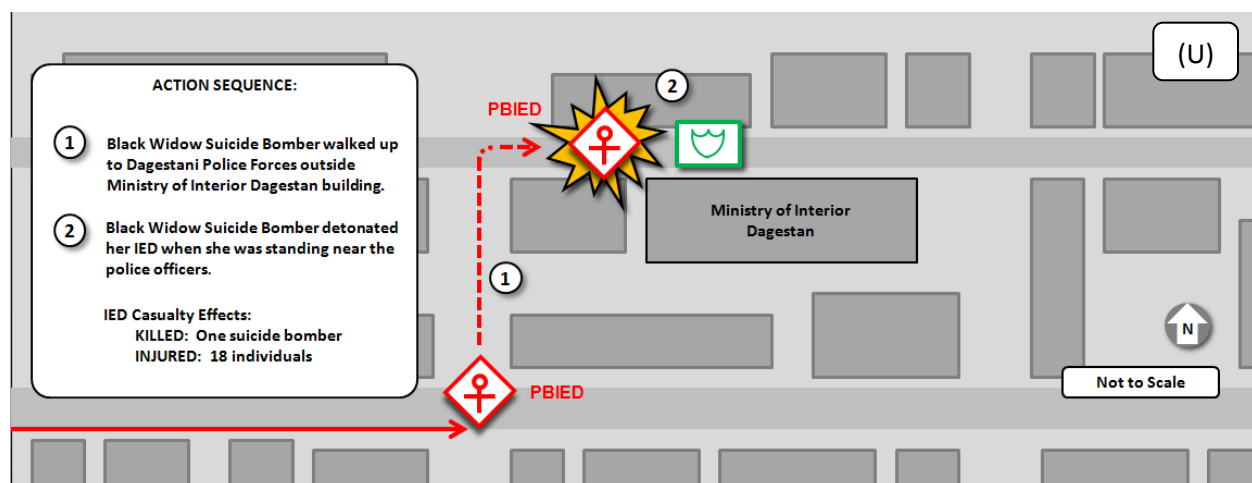 (U)
ACTION SEQUENCE:
1
Black Widow Suicide Bomber walked up
to Dagestani Police Forces outside
Ministry of Interior Dagestan building.
2
Black Widow Suicide Bomber detonated
her IED when she was standing near the
police officers.
IED Casualty Effects:
KILLED: One suicide bomber
INJURED: 18 individuals
PBIED
2
Ministry of Interior
Dagestan
1
N
Not to Scale
PBIED